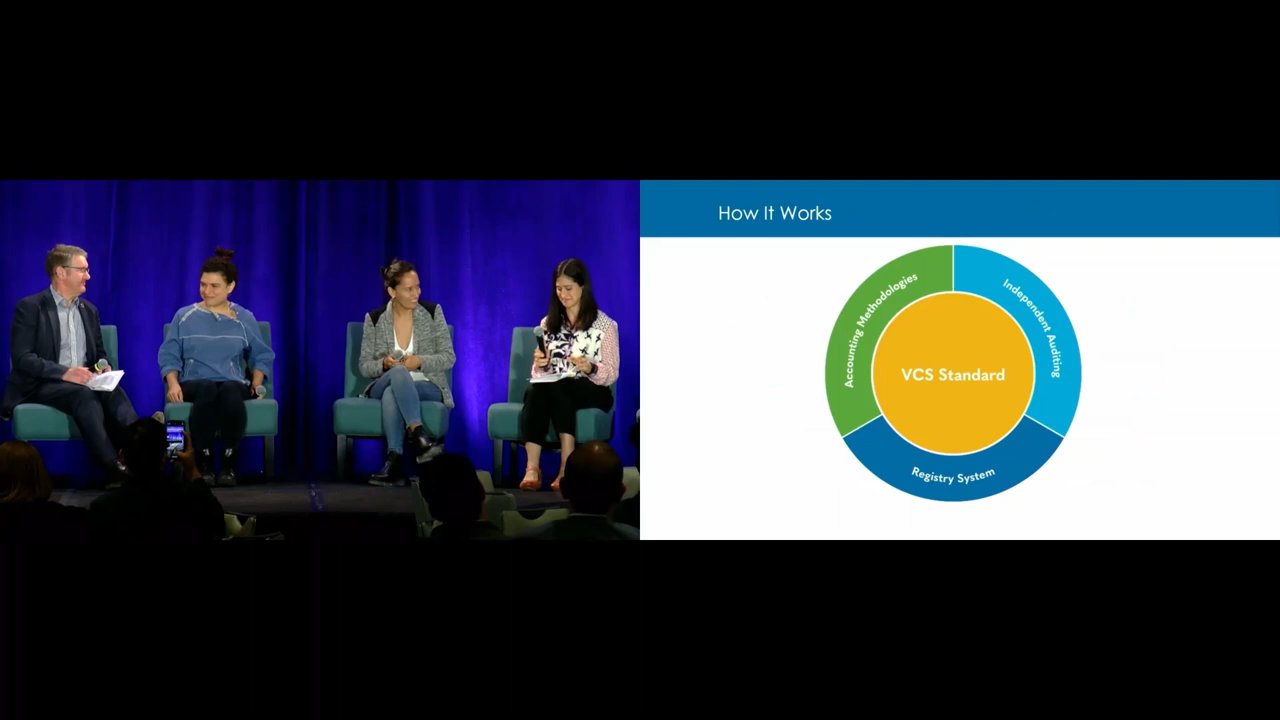 How It Works
Accounting Methodologies
Independent Auditing
VCS Standard
Registry System